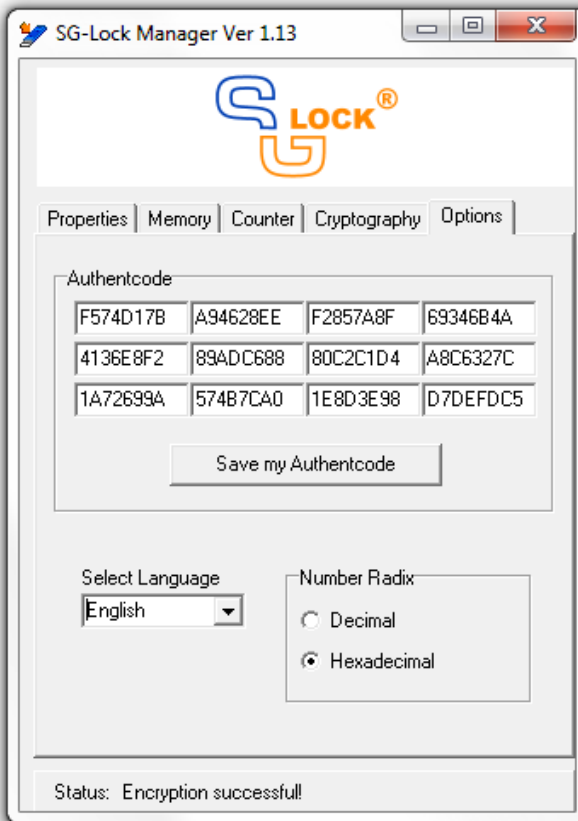 SG-Lock Manager Ver 1.13
SG LOCK®
Properties Memory Counter Cryptography Options
Authentcode
F574D17B A94628EE F2857A8F 69346B4A
4136E8F2 89ADC688 80C2C1D4 A8C6327C
1A72699A 574B7CA0 1E8D3E98 D7DEFDC5
Save my Authentcode
Select Language Number Radix
English
Decimal
Hexadecimal
Status: Encryption successful!